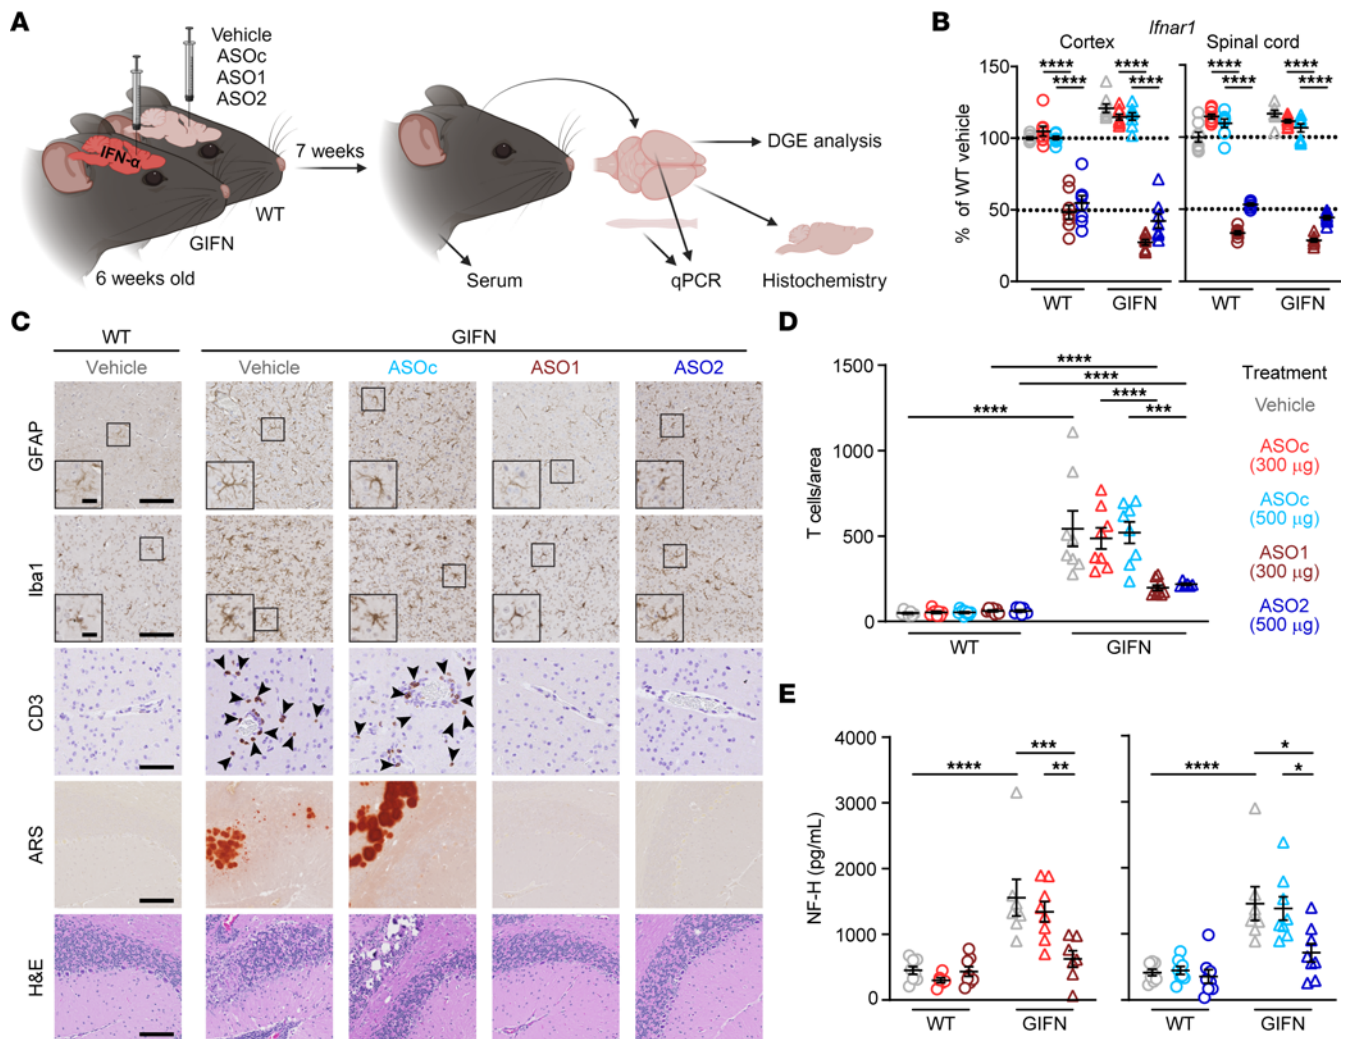 A
Vehicle
ASOc
ASO1
ASO2
IFN-α
WT
GIFN
6 weeks old
7 weeks
Serum
qPCR
DGE analysis
Histochemistry
B
Ifnar1
Cortex
Spinal cord
% of WT vehicle
150
100
50
0
**** **** **** ****
**** **** **** ****
WT GIFN WT GIFN
C
WT GIFN
Vehicle Vehicle ASOc ASO1 ASO2
GFAP
Iba1
CD3
ARS
H&E
D
T cells/area
1500
1000
500
0
****
****
****
**** ***
WT GIFN
Treatment
Vehicle
ASOc
(300 μg)
ASOc
(500 μg)
ASO1
(300 μg)
ASO2
(500 μg)
E
NF-H (pg/mL)
4000
3000
2000
1000
0
*** *
**** ** **** *
WT GIFN WT GIFN